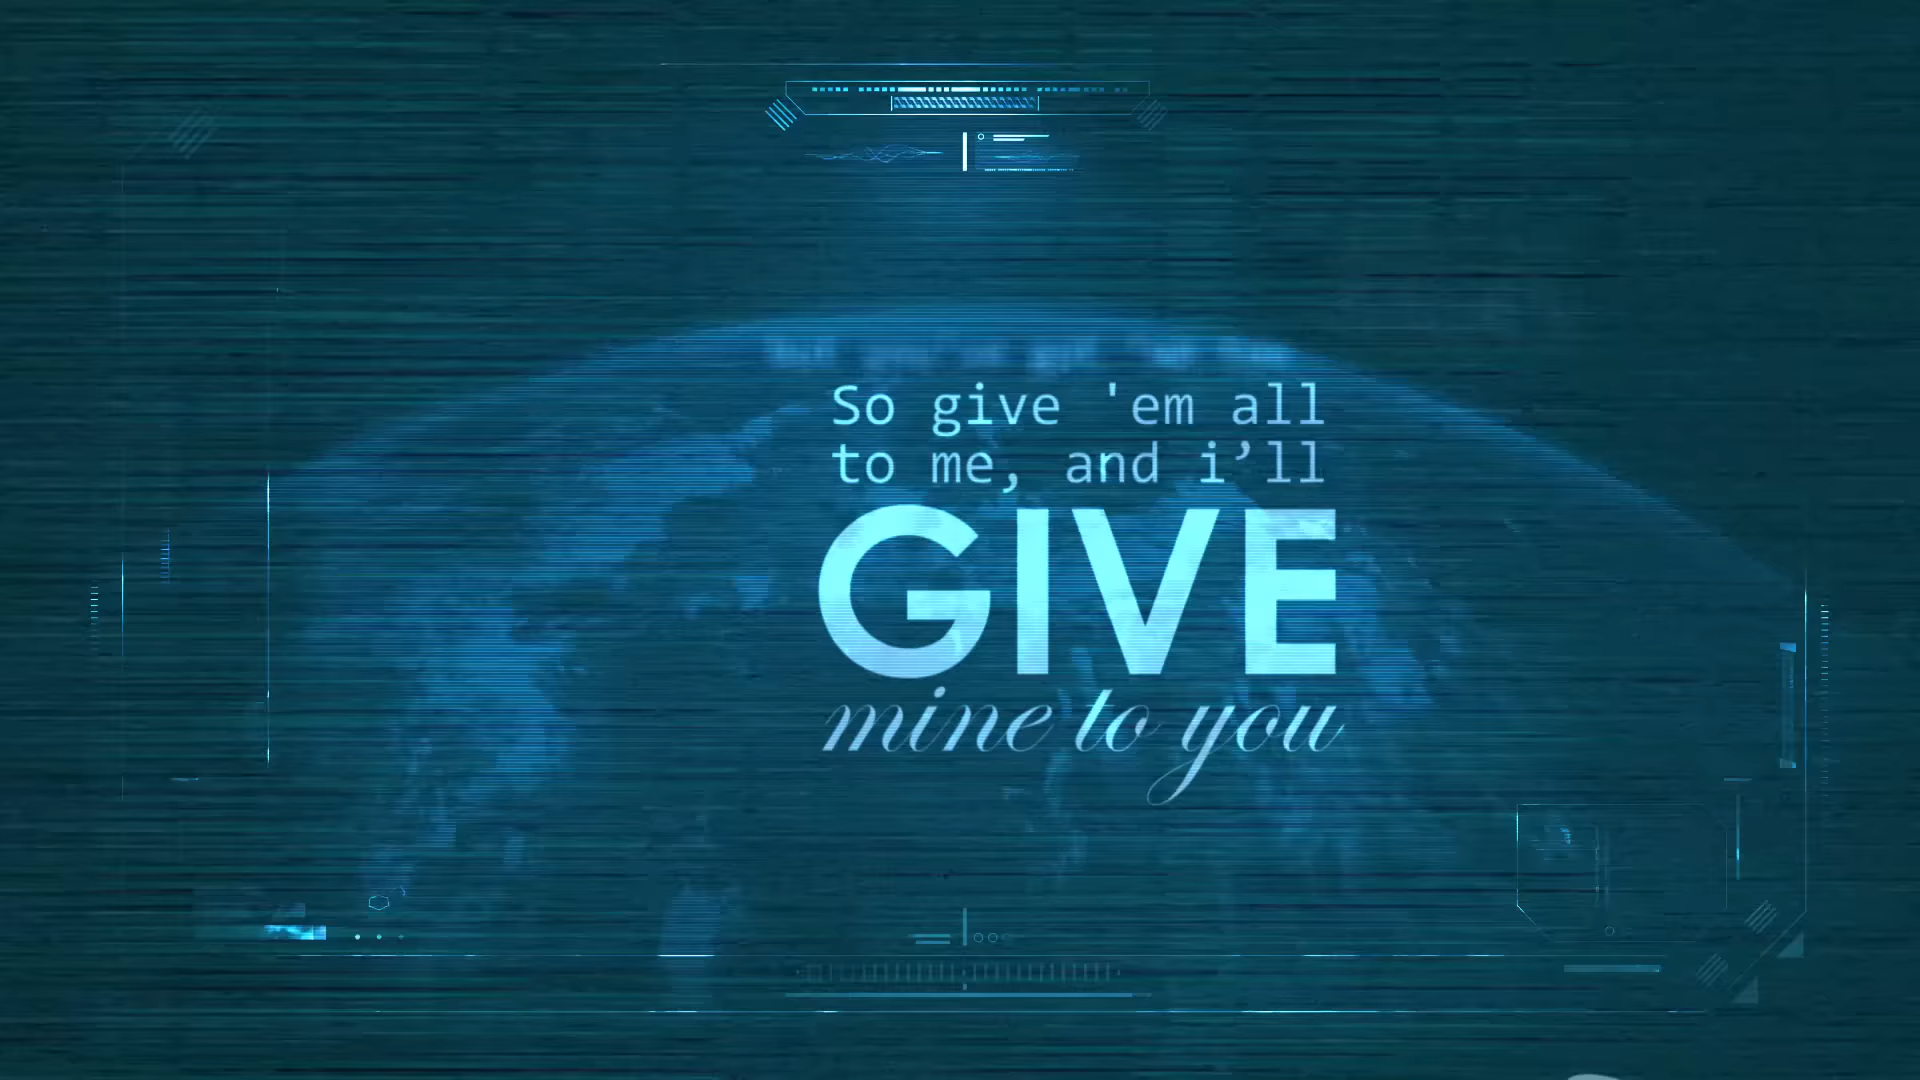 So give 'em all
to me, and i’ll
GIVE
mine to you